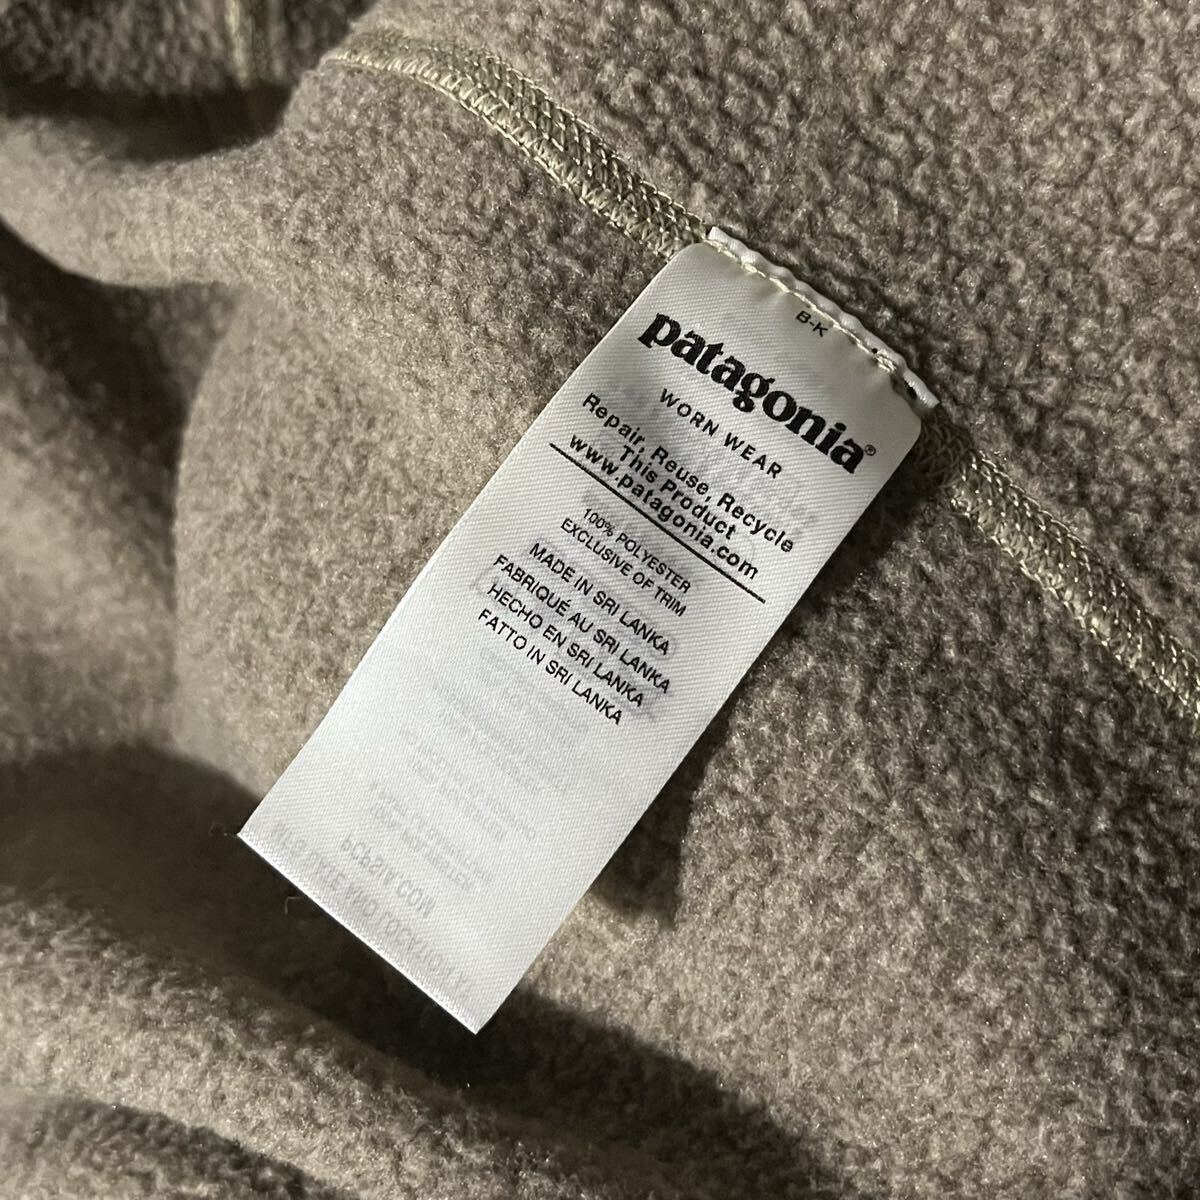 B-K
patagonia®
WORN WEAR
Repair, Reuse, Recycle
This Product
www.patagonia.com
100% POLYESTER
EXCLUSIVE OF TRIM
MADE IN SRI LANKA
FABRIQUÉ AU SRI LANKA
HECHO EN SRI LANKA
FATTO IN SRI LANKA